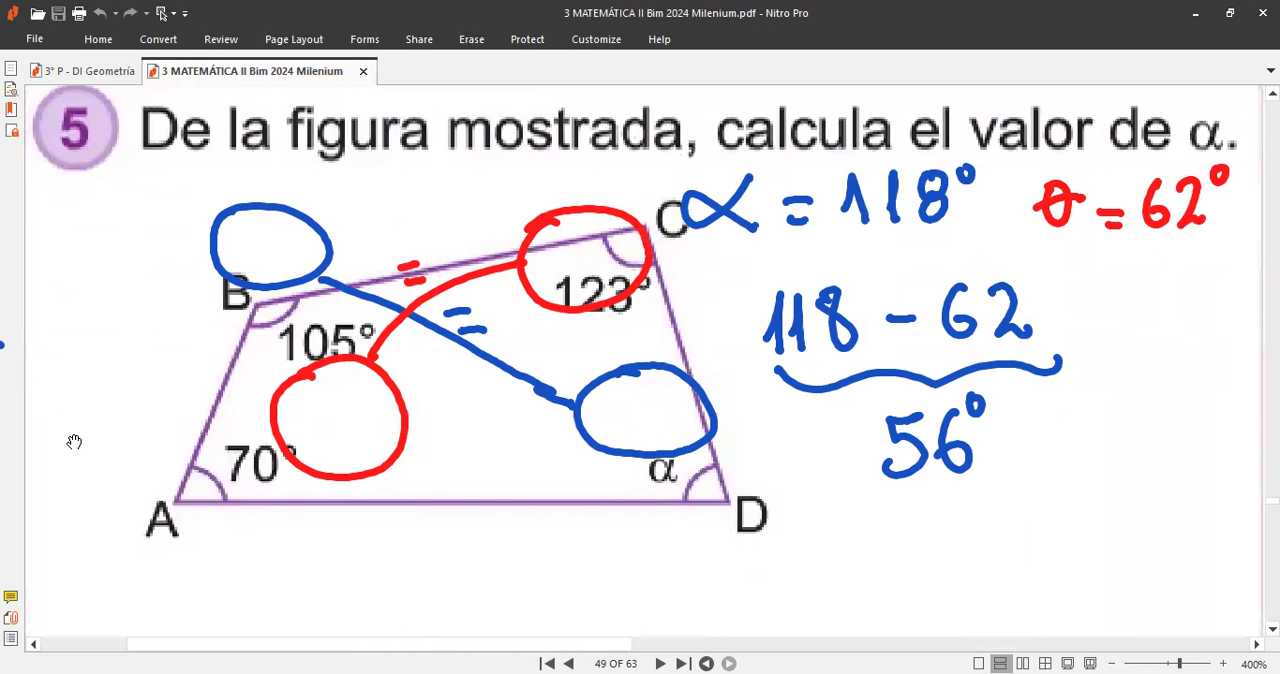 3 MATEMÁTICA II Bim 2024 Milenium.pdf - Nitro Pro
File Home Convert Review Page Layout Forms Share Erase Protect Customize Help
3° P - DI Geometría 3 MATEMÁTICA II Bim 2024 Milenium
5 De la figura mostrada, calcula el valor de α.
α = 118° θ = 62°
C
B
123°
118 - 62
105°
56°
70°
α
A
D
49 OF 63
400%